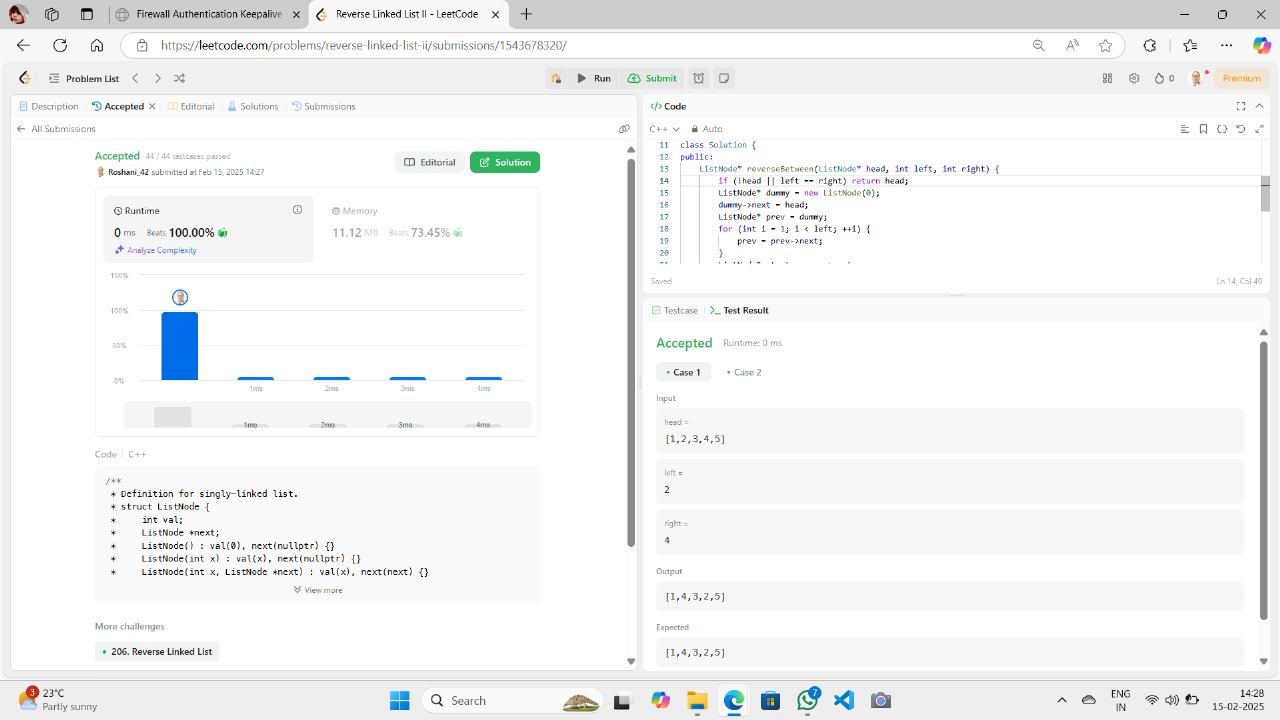 Firewall Authentication Keepalive
Reverse Linked List II - LeetCode
https://leetcode.com/problems/reverse-linked-list-ii/submissions/1543678320/
Problem List
Run
Submit
0
Premium
Description
Accepted
Editorial
Solutions
Submissions
All Submissions
Accepted 44 / 44 testcases passed
Roshani_42 submitted at Feb 15, 2025 14:27
Editorial
Solution
Runtime
0 ms Beats 100.00%
Analyze Complexity
Memory
11.12 MB Beats 73.45%
150%
100%
50%
0%
1ms 2ms 3ms 4ms
1ms 2ms 3ms 4ms
Code C++
/**
* Definition for singly-linked list.
* struct ListNode {
*     int val;
*     ListNode *next;
*     ListNode() : val(0), next(nullptr) {}
*     ListNode(int x) : val(x), next(nullptr) {}
*     ListNode(int x, ListNode *next) : val(x), next(next) {}
View more
More challenges
206. Reverse Linked List
Code
C++ Auto
11 class Solution {
12 public:
13     ListNode* reverseBetween(ListNode* head, int left, int right) {
14         if (!head || left == right) return head;
15         ListNode* dummy = new ListNode(0);
16         dummy->next = head;
17         ListNode* prev = dummy;
18         for (int i = 1; i < left; ++i) {
19             prev = prev->next;
20         }
Saved
Ln 14, Col 49
Testcase
Test Result
Accepted Runtime: 0 ms
Case 1
Case 2
Input
head =
[1,2,3,4,5]
left =
2
right =
4
Output
[1,4,3,2,5]
Expected
[1,4,3,2,5]
3
23°C
Partly sunny
Search
7
ENG
IN
14:28
15-02-2025